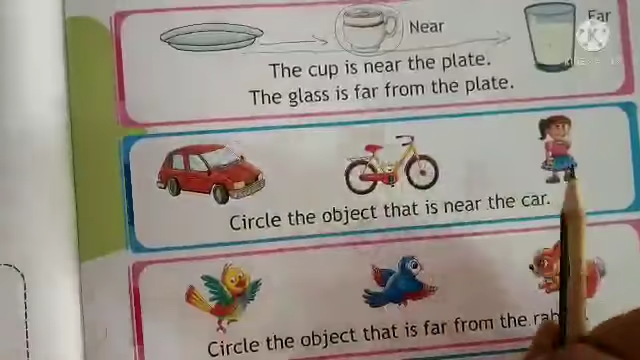 Near
Far
The cup is near the plate.
The glass is far from the plate.
Circle the object that is near the car.
Circle the object that is far from the